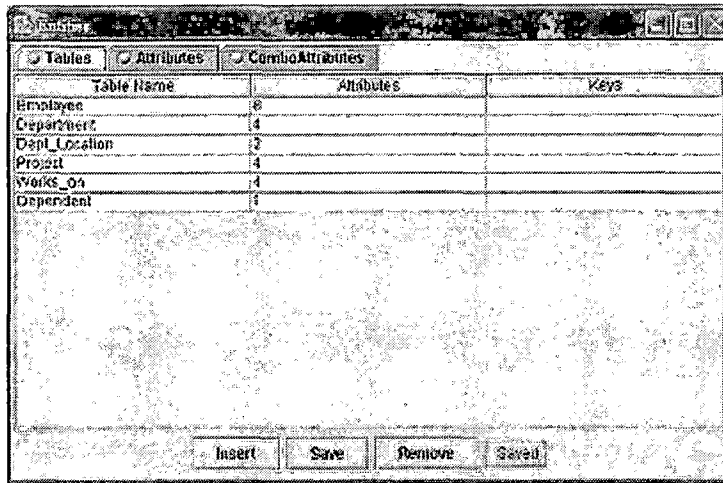 Tables Attributes ComboAttributes
Table Name Attributes Keys
Employee 8
Department 4
Dept_Location 2
Project 4
Works_on 4
Dependent
Insert Save Remove Saved